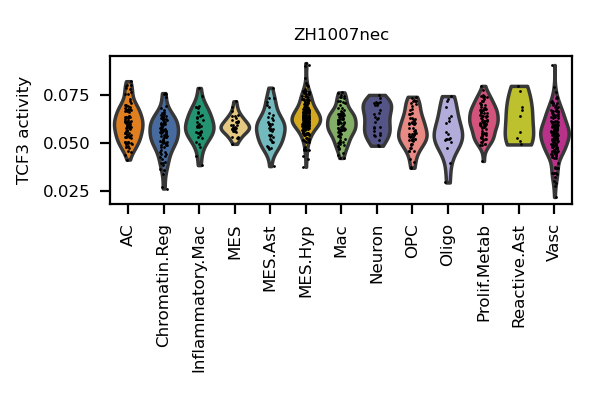 ZH1007nec
TCF3 activity
0.075
0.050
0.025
AC
Chromatin.Reg
Inflammatory.Mac
MES
MES.Ast
MES.Hyp
Mac
Neuron
OPC
Oligo
Prolif.Metab
Reactive.Ast
Vasc